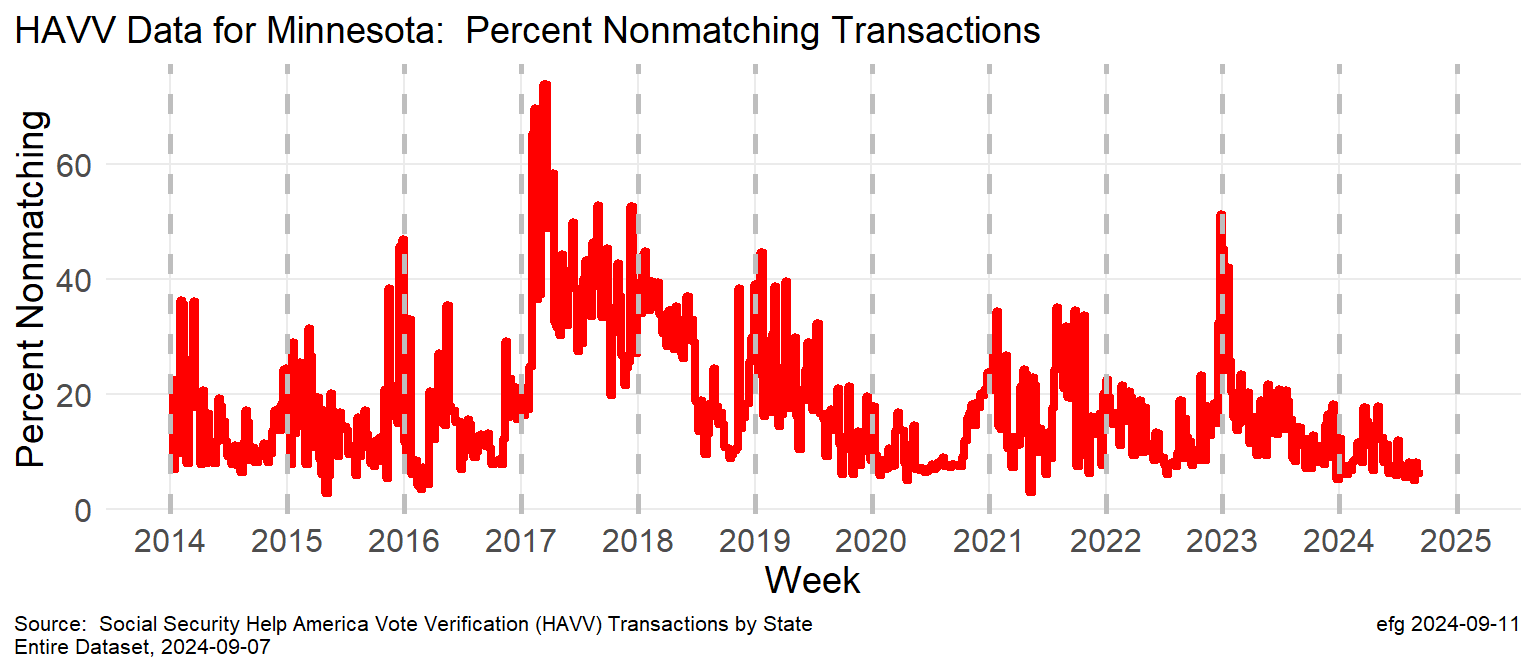 HAVV Data for Minnesota:  Percent Nonmatching Transactions
Percent Nonmatching
60
40
20
0
2014 2015 2016 2017 2018 2019 2020 2021 2022 2023 2024 2025
Week
Source:  Social Security Help America Vote Verification (HAVV) Transactions by State
Entire Dataset, 2024-09-07
efg 2024-09-11